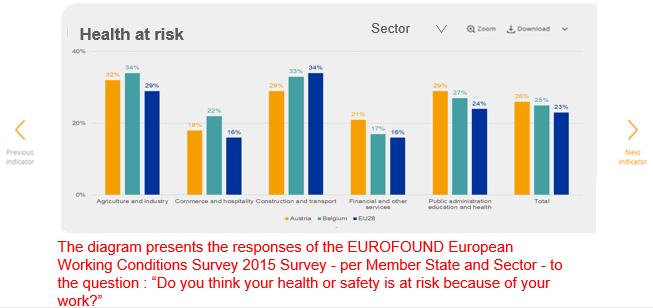 Health at risk
Sector
Zoom
Download
40%
32%
34%
29%
18%
22%
16%
29%
33%
34%
21%
17%
16%
29%
27%
24%
26%
25%
23%
20%
0%
Agriculture and industry
Commerce and hospitality
Construction and transport
Financial and other
services
Public administration
education and health
Total
Austria
Belgium
EU28
Previous
indicator
Next
indicator
The diagram presents the responses of the EUROFOUND European
Working Conditions Survey 2015 Survey - per Member State and Sector - to
the question : “Do you think your health or safety is at risk because of your
work?”